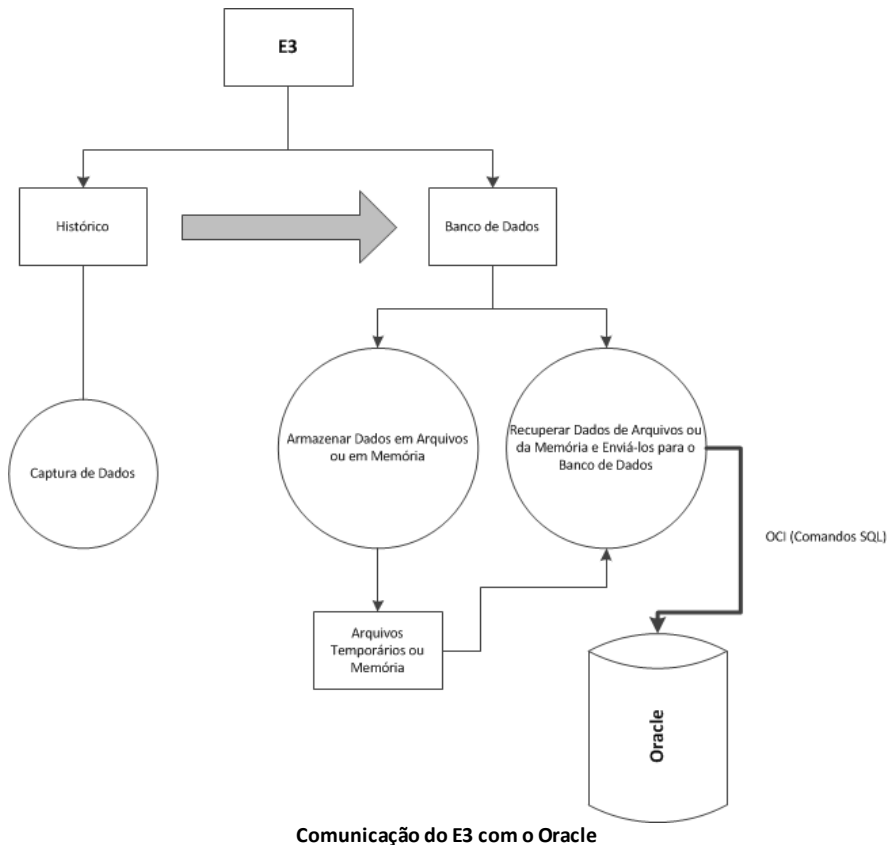 E3
Histórico
Banco de Dados
Captura de Dados
Armazenar Dados em Arquivos
ou em Memória
Recuperar Dados de Arquivos ou
da Memória e Enviá-los para o
Banco de Dados
OCI (Comandos SQL)
Arquivos
Temporários ou
Memória
Oracle
Comunicação do E3 com o Oracle